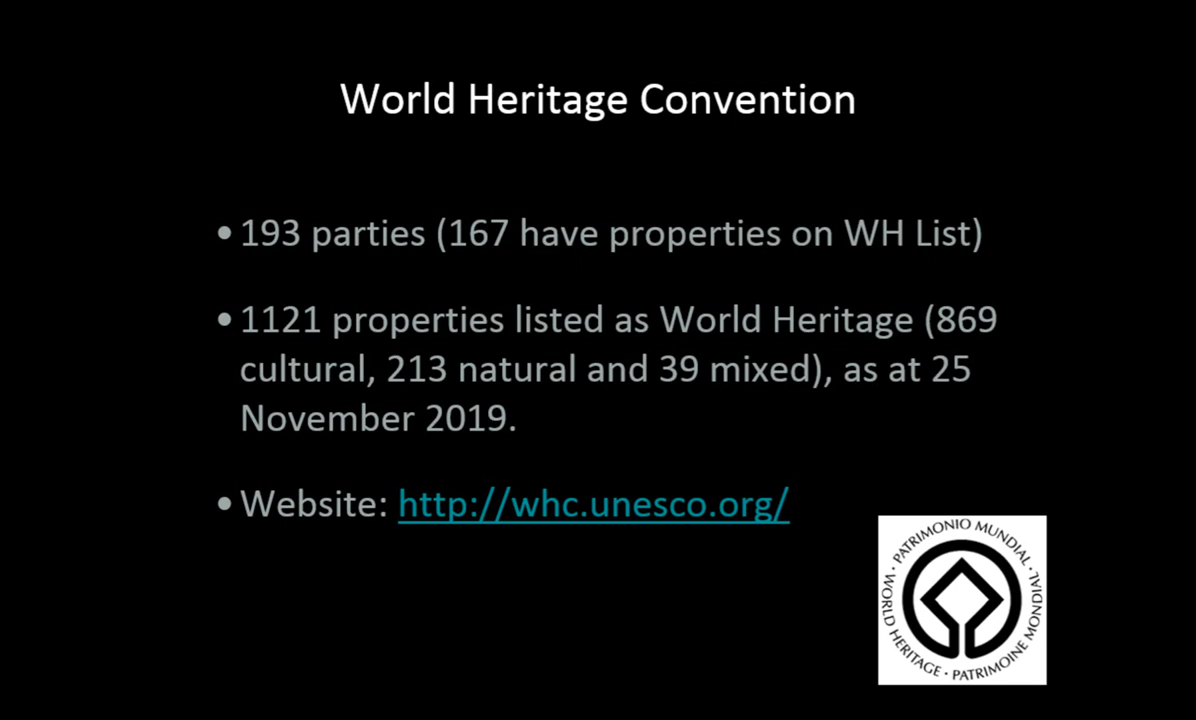 World Heritage Convention
•193 parties (167 have properties on WH List)
•1121 properties listed as World Heritage (869
cultural, 213 natural and 39 mixed), as at 25
November 2019.
•Website: http://whc.unesco.org/
· PATRIMONIO MUNDIAL ·
WORLD HERITAGE · PATRIMOINE MONDIAL